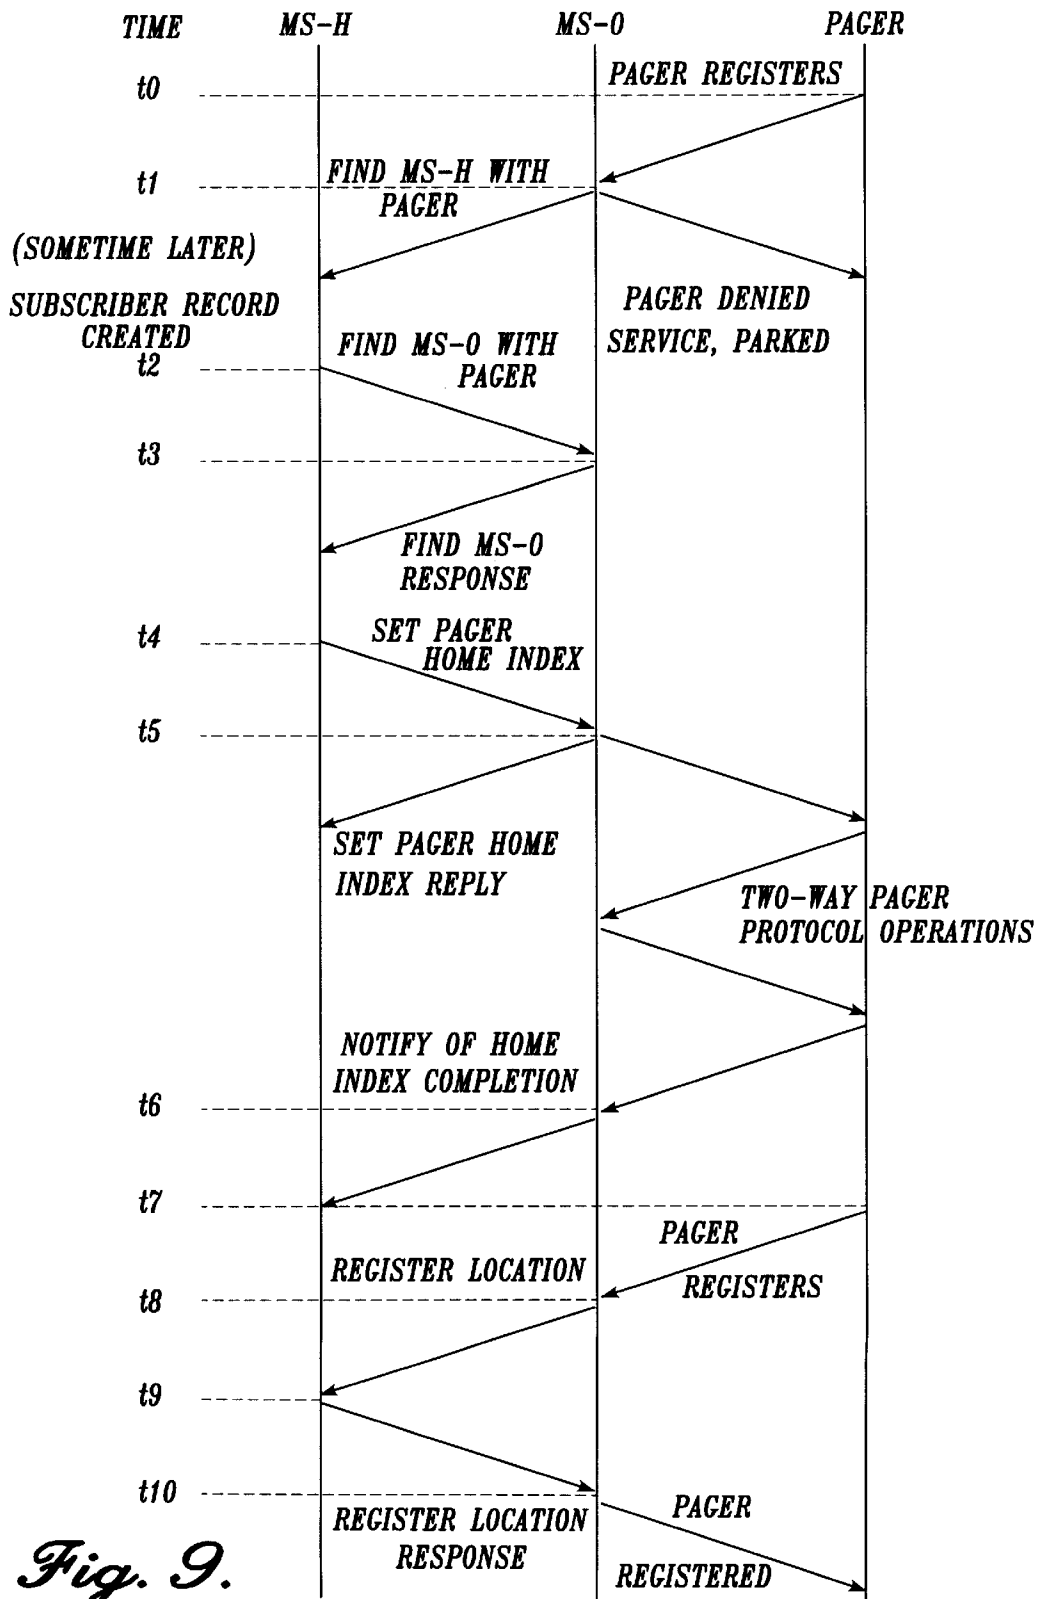 TIME MS-H MS-O PAGER
t0
PAGER REGISTERS
t1
FIND MS-H WITH
PAGER
(SOMETIME LATER)
PAGER DENIED
SERVICE, PARKED
SUBSCRIBER RECORD
CREATED
t2
FIND MS-O WITH
PAGER
t3
FIND MS-O
RESPONSE
t4
SET PAGER
HOME INDEX
t5
SET PAGER HOME
INDEX REPLY
TWO-WAY PAGER
PROTOCOL OPERATIONS
NOTIFY OF HOME
INDEX COMPLETION
t6
t7
PAGER
REGISTERS
REGISTER LOCATION
t8
t9
t10
REGISTER LOCATION
RESPONSE
PAGER
REGISTERED
Fig. 9.